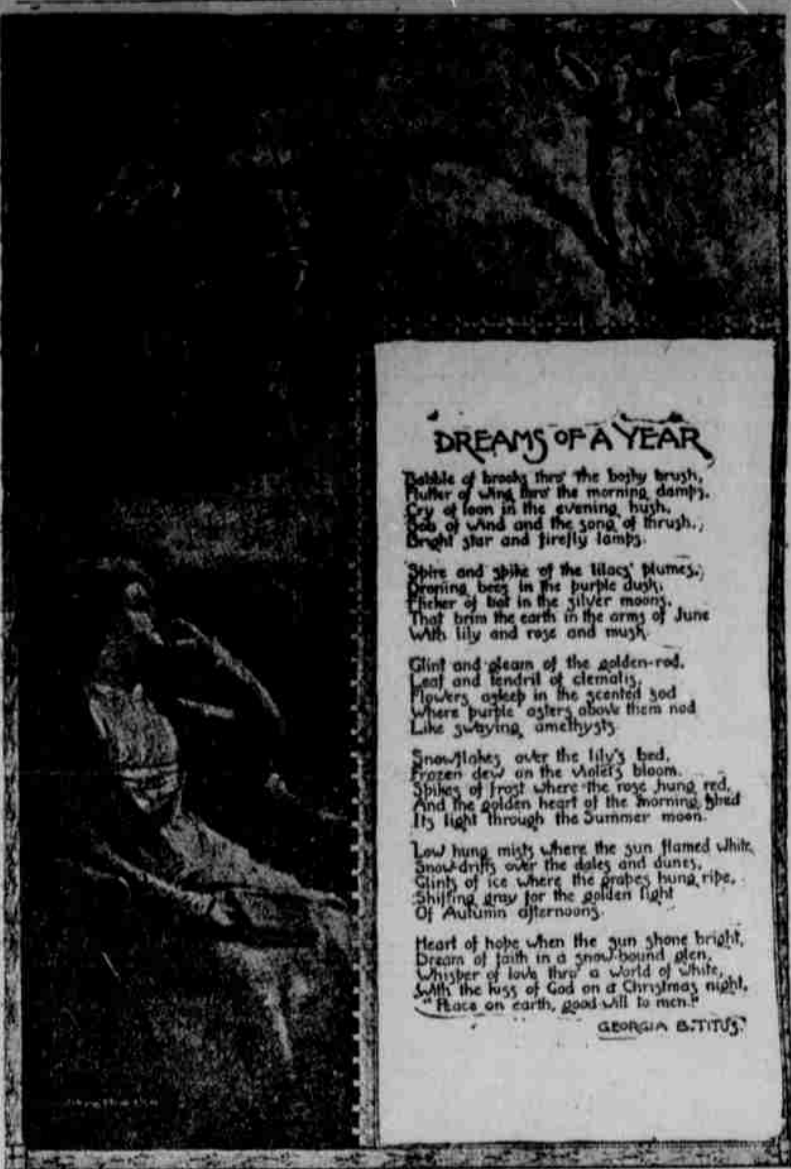 DREAMS OF A YEAR
Babble of brooks thro' the boshy brush,
Flutter of wing thro' the morning damps,
Cry of loon in the evening hush,
Sob of wind and the song of thrush,
Bright star and firefly lamps.
Spire and spike of the lilacs' plumes,
Droning bees in the purple dusk,
Flicker of bat in the silver moons,
That brim the earth in the arms of June
With lily and rose and musk.
Glint and gleam of the golden-rod,
Leaf and tendril of clematis,
Flowers asleep in the scented sod
Where purple asters above them nod
Like swaying amethysts.
Snowflakes over the lily's bed,
Frozen dew on the violet's bloom.
Spikes of frost where the rose hung red,
And the golden heart of the morning shed
Its light through the Summer moon.
Low hung mists where the sun flamed white,
Snow-drifts over the dales and dunes,
Glints of ice where the grapes hung ripe,
Shifting gray for the golden light
Of Autumn afternoons.
Heart of hope when the sun shone bright,
Dream of faith in a snow-bound glen,
Whisper of love thro' a world of white,
With the kiss of God on a Christmas night,
"Peace on earth, good will to men."
GEORGIA B. TITUS.